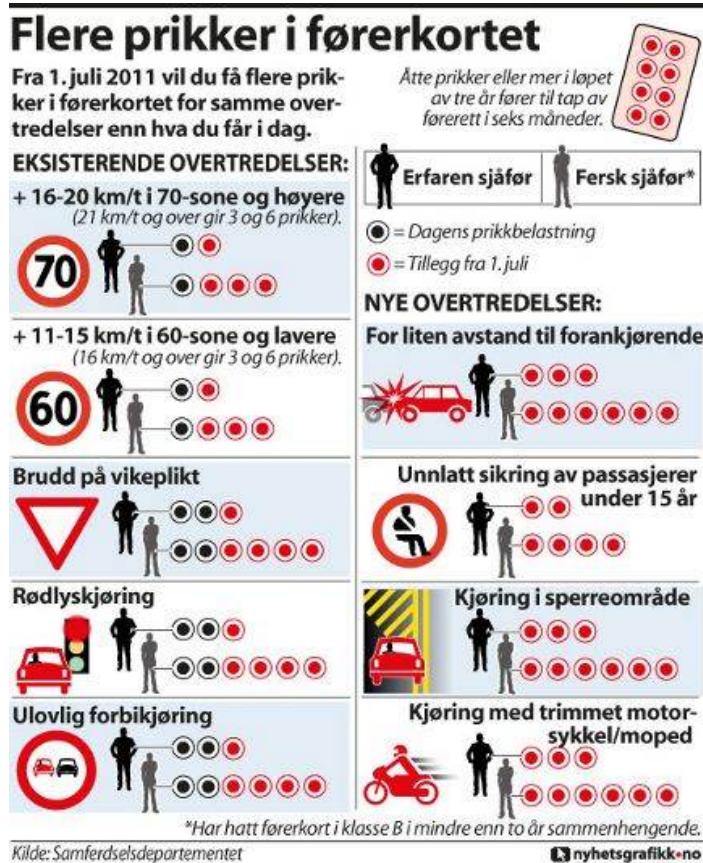 Flere prikker i førerkortet
Fra 1. juli 2011 vil du få flere prik-
ker i førerkortet for samme over-
tredelser enn hva du får i dag.
Åtte prikker eller mer i løpet
av tre år fører til tap av
førerett i seks måneder.
EKSISTERENDE OVERTREDELSER:
+ 16-20 km/t i 70-sone og høyere
(21 km/t og over gir 3 og 6 prikker).
70
+ 11-15 km/t i 60-sone og lavere
(16 km/t og over gir 3 og 6 prikker).
60
Brudd på vikeplikt
Rødlyskjøring
Ulovlig forbikjøring
Erfaren sjåfør
Fersk sjåfør*
= Dagens prikkbelastning
= Tillegg fra 1. juli
NYE OVERTREDELSER:
For liten avstand til forankjørende
Unnlatt sikring av passasjerer
under 15 år
Kjøring i sperreområde
Kjøring med trimmet motor-
sykkel/moped
*Har hatt førerkort i klasse B i mindre enn to år sammenhengende.
Kilde: Samferdselsdepartementet
nyhetsgrafikk•no